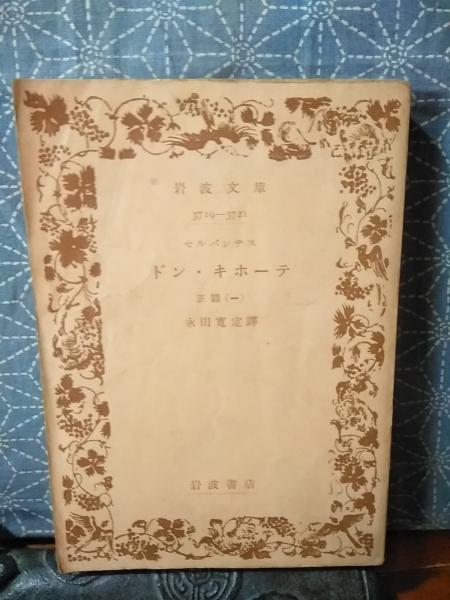 岩波文庫
3719—3721
セルバンテス
ドン・キホーテ
正篇(一)
永田寛定譯
岩波書店